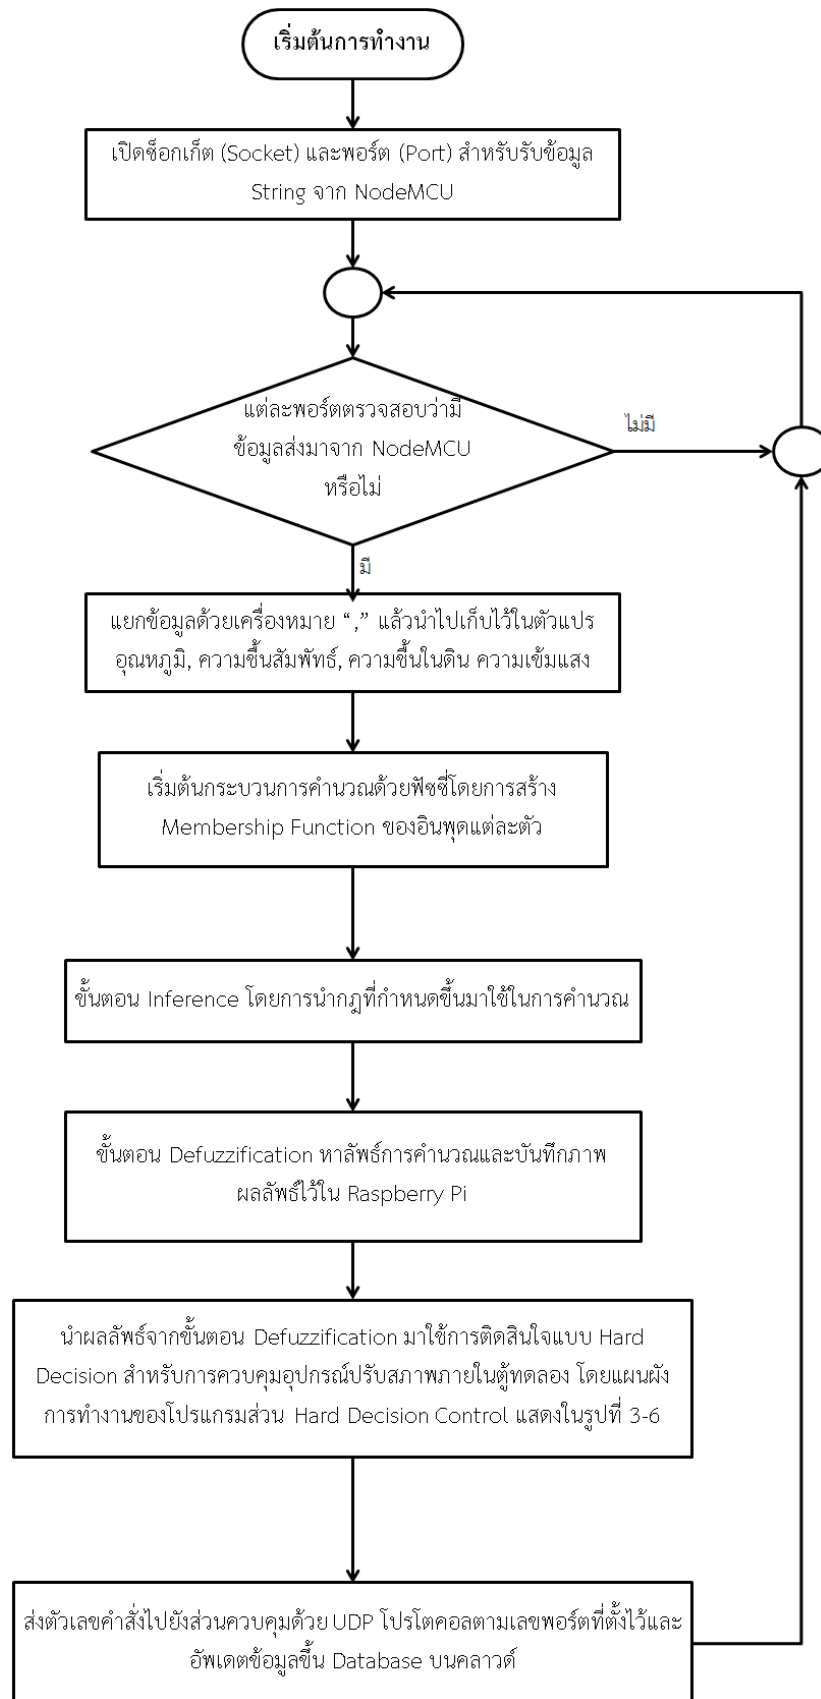 เริ่มต้นการทำงาน
เปิดซ็อกเก็ต (Socket) และพอร์ต (Port) สำหรับรับข้อมูล
String จาก NodeMCU
แต่ละพอร์ตตรวจสอบว่ามี
ข้อมูลส่งมาจาก NodeMCU
หรือไม่
ไม่มี
มี
แยกข้อมูลด้วยเครื่องหมาย “,” แล้วนำไปเก็บไว้ในตัวแปร
อุณหภูมิ, ความชื้นสัมพัทธ์, ความชื้นในดิน ความเข้มแสง
เริ่มต้นกระบวนการคำนวณด้วยฟัซซี่โดยการสร้าง
Membership Function ของอินพุตแต่ละตัว
ขั้นตอน Inference โดยการนำกฎที่กำหนดขึ้นมาใช้ในการคำนวณ
ขั้นตอน Defuzzification หาลัพธ์การคำนวณและบันทึกภาพ
ผลลัพธ์ไว้ใน Raspberry Pi
นำผลลัพธ์จากขั้นตอน Defuzzification มาใช้การติดสินใจแบบ Hard
Decision สำหรับการควบคุมอุปกรณ์ปรับสภาพภายในตู้ทดลอง โดยแผนผัง
การทำงานของโปรแกรมส่วน Hard Decision Control แสดงในรูปที่ 3-6
ส่งตัวเลขคำสั่งไปยังส่วนควบคุมด้วย UDP โปรโตคอลตามเลขพอร์ตที่ตั้งไว้และ
อัพเดตข้อมูลขึ้น Database บนคลาวด์